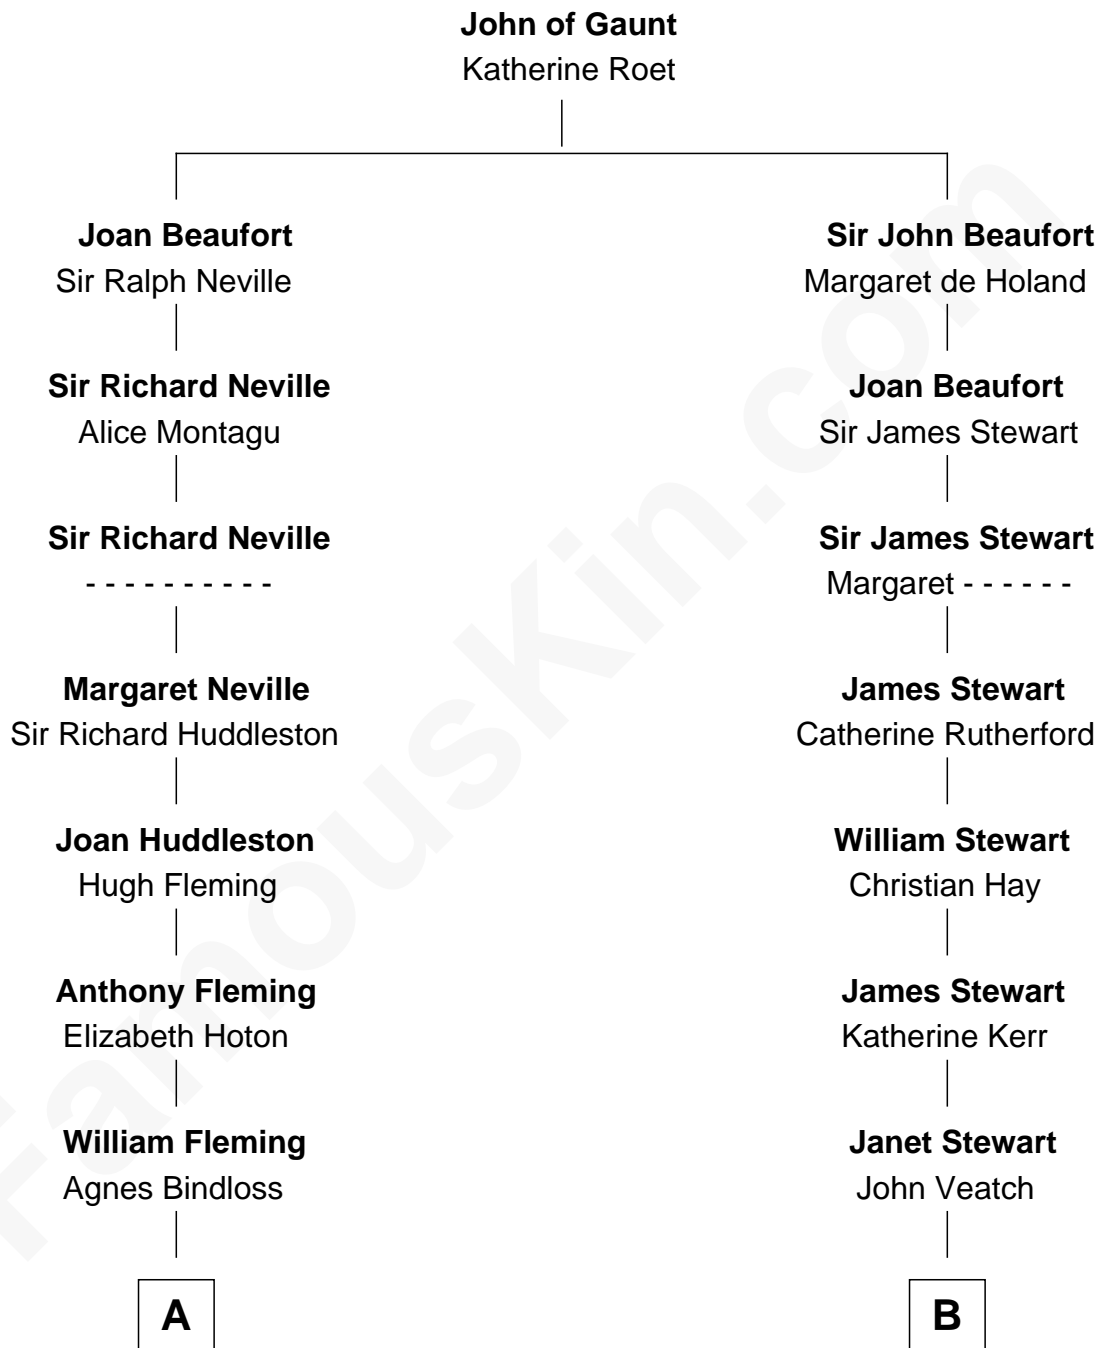 John of Gaunt
Katherine Roet
Joan Beaufort
Sir Ralph Neville
Sir Richard Neville
Alice Montagu
Sir Richard Neville
- - - - - - - - - -
Margaret Neville
Sir Richard Huddleston
Joan Huddleston
Hugh Fleming
Anthony Fleming
Elizabeth Hoton
William Fleming
Agnes Bindloss
A
Sir John Beaufort
Margaret de Holand
Joan Beaufort
Sir James Stewart
Sir James Stewart
Margaret - - - - - -
James Stewart
Catherine Rutherford
William Stewart
Christian Hay
James Stewart
Katherine Kerr
Janet Stewart
John Veatch
B
FamousKin.com